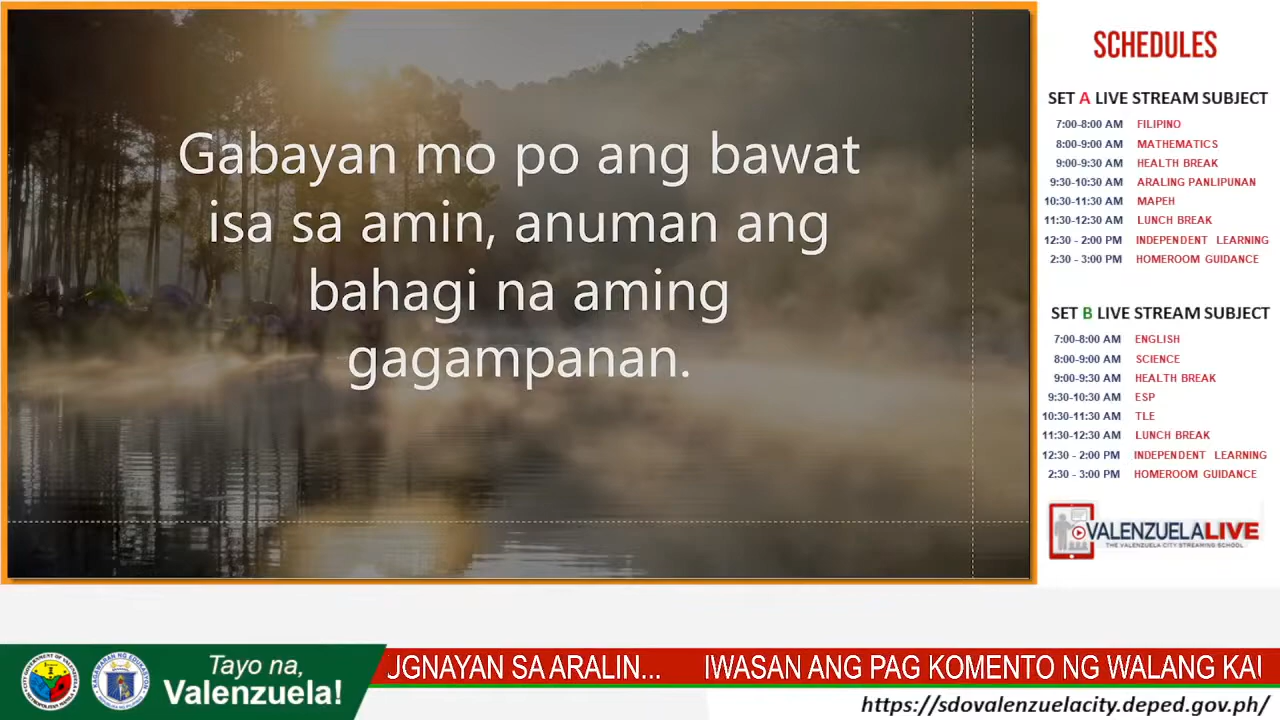 Gabayan mo po ang bawat
isa sa amin, anuman ang
bahagi na aming
gagampanan.
SCHEDULES
SET A LIVE STREAM SUBJECT
7:00-8:00 AM FILIPINO
8:00-9:00 AM MATHEMATICS
9:00-9:30 AM HEALTH BREAK
9:30-10:30 AM ARALING PANLIPUNAN
10:30-11:30 AM MAPEH
11:30-12:30 AM LUNCH BREAK
12:30 - 2:00 PM INDEPENDENT LEARNING
2:30 - 3:00 PM HOMEROOM GUIDANCE
SET B LIVE STREAM SUBJECT
7:00-8:00 AM ENGLISH
8:00-9:00 AM SCIENCE
9:00-9:30 AM HEALTH BREAK
9:30-10:30 AM ESP
10:30-11:30 AM TLE
11:30-12:30 AM LUNCH BREAK
12:30 - 2:00 PM INDEPENDENT LEARNING
2:30 - 3:00 PM HOMEROOM GUIDANCE
VALENZUELALIVE
THE VALENZUELA CITY STREAMING SCHOOL
Tayo na,
Valenzuela!
SA ARALIN... IWASAN ANG PAG KOMENTO NG WALANG
https://sdovalenzuelacity.deped.gov.ph/